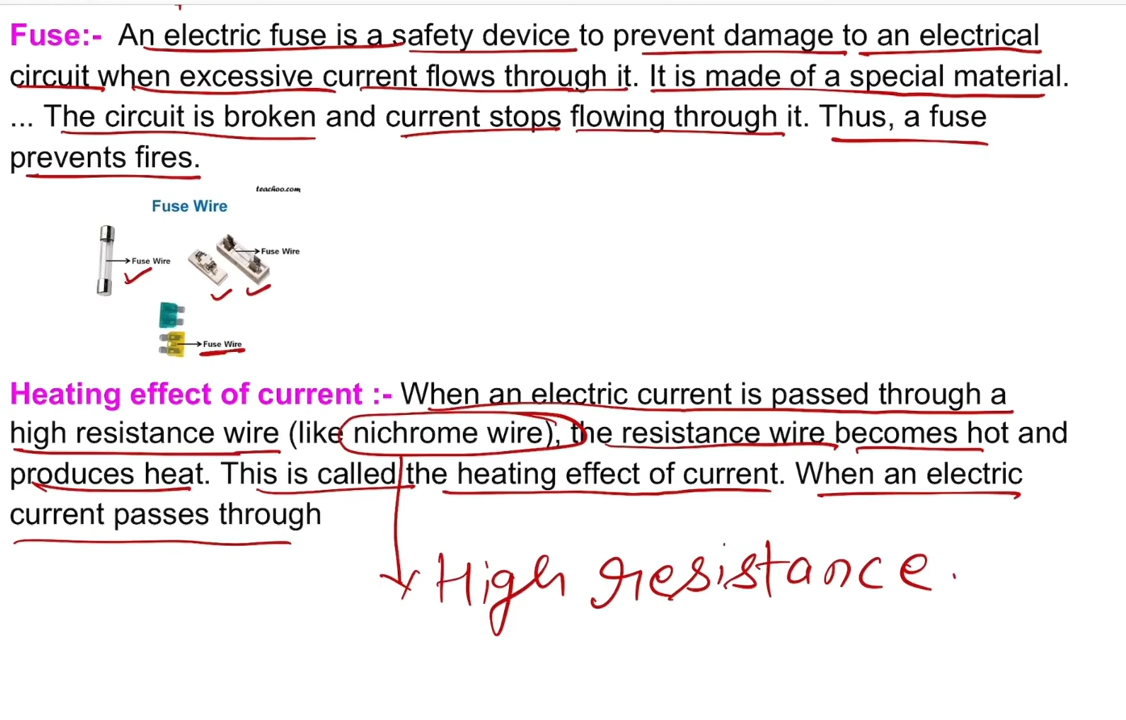 Fuse:- An electric fuse is a safety device to prevent damage to an electrical
circuit when excessive current flows through it. It is made of a special material.
... The circuit is broken and current stops flowing through it. Thus, a fuse
prevents fires.
teachoo.com
Fuse Wire
Fuse Wire
Fuse Wire
Fuse Wire
Heating effect of current :- When an electric current is passed through a
high resistance wire (like nichrome wire), the resistance wire becomes hot and
produces heat. This is called the heating effect of current. When an electric
current passes through
High resistance.